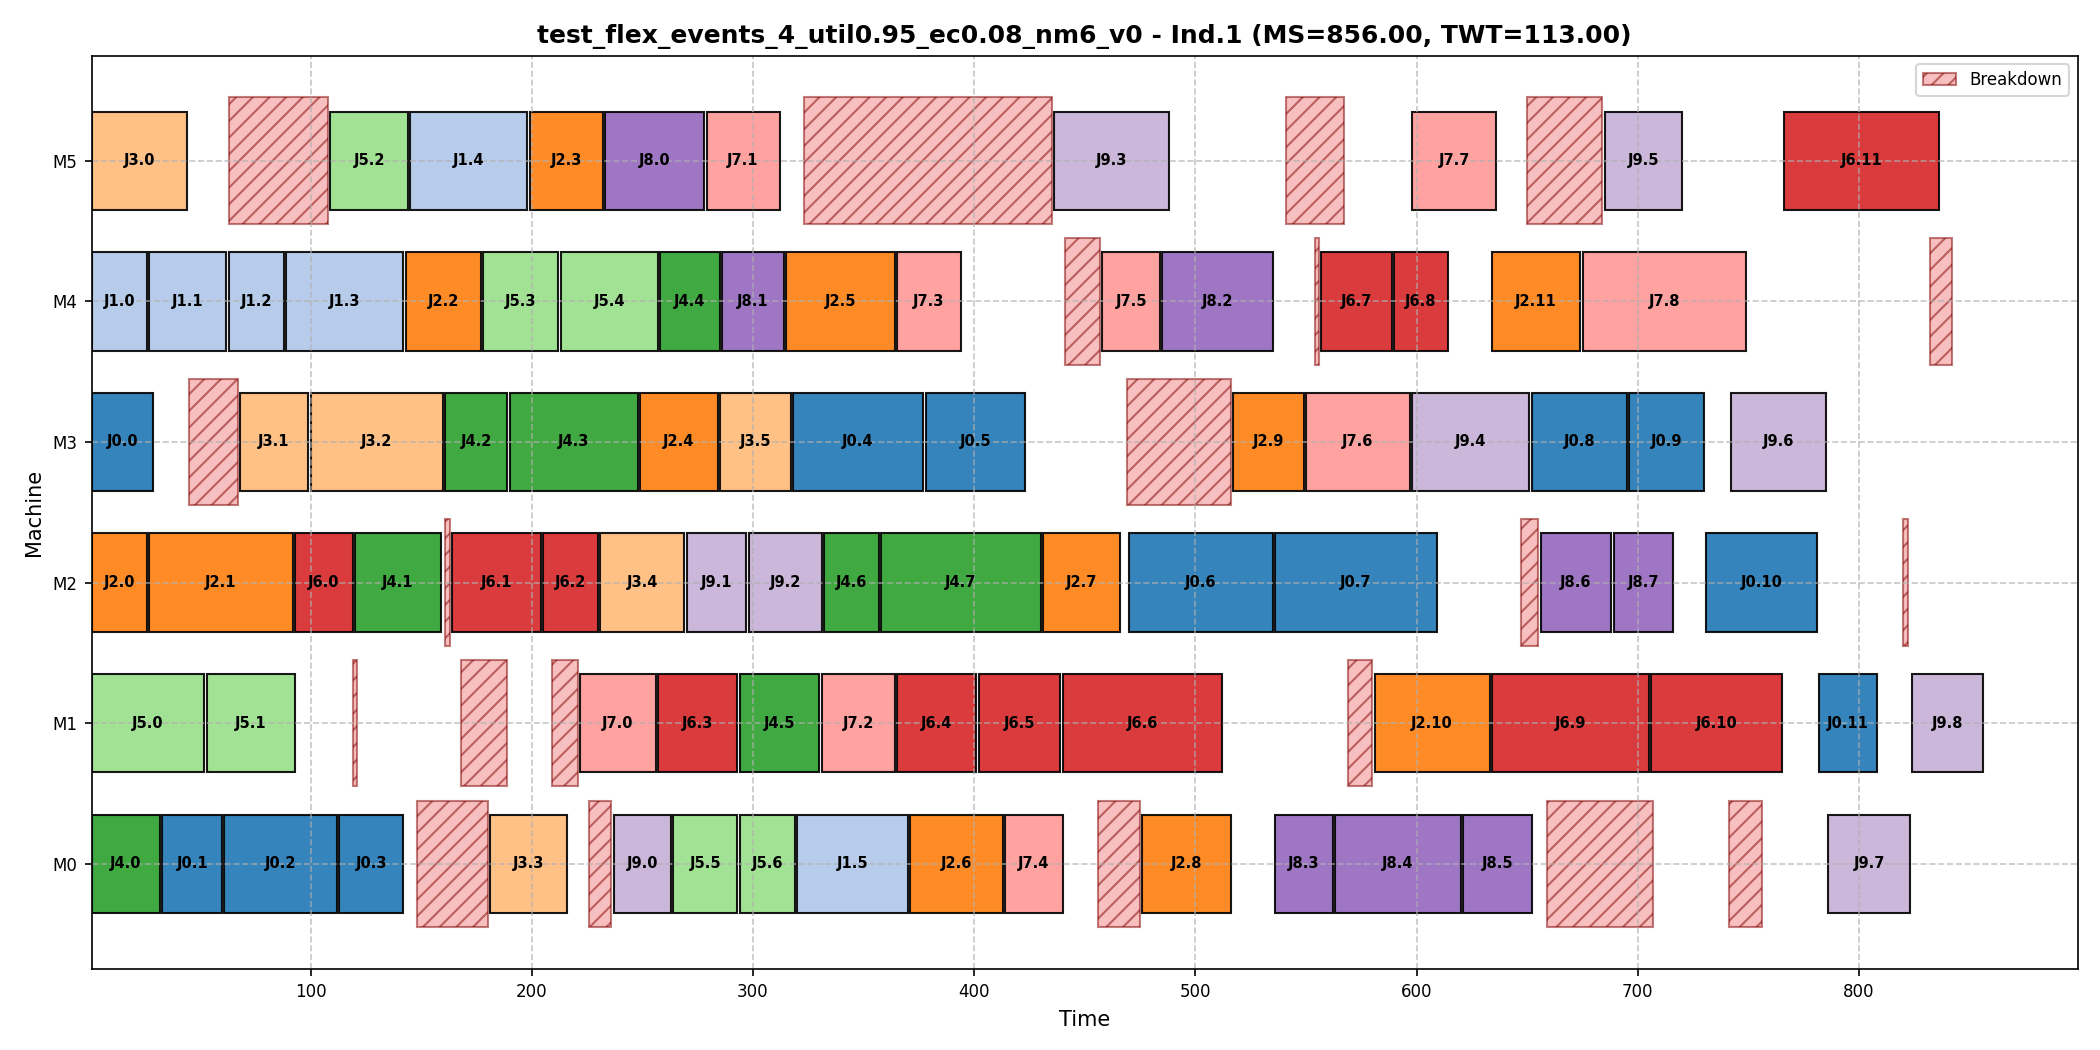 test_flex_events_4_util0.95_ec0.08_nm6_v0 - Ind.1 (MS=856.00, TWT=113.00)
Breakdown
M5 J3.0 J5.2 J1.4 J2.3 J8.0 J7.1 J9.3 J7.7 J9.5 J6.11
M4 J1.0 J1.1 J1.2 J1.3 J2.2 J5.3 J5.4 J4.4 J8.1 J2.5 J7.3 J7.5 J8.2 J6.7 J6.8 J2.11 J7.8
M3 J0.0 J3.1 J3.2 J4.2 J4.3 J2.4 J3.5 J0.4 J0.5 J2.9 J7.6 J9.4 J0.8 J0.9 J9.6
M2 J2.0 J2.1 J6.0 J4.1 J6.1 J6.2 J3.4 J9.1 J9.2 J4.6 J4.7 J2.7 J0.6 J0.7 J8.6 J8.7 J0.10
M1 J5.0 J5.1 J7.0 J6.3 J4.5 J7.2 J6.4 J6.5 J6.6 J2.10 J6.9 J6.10 J0.11 J9.8
M0 J4.0 J0.1 J0.2 J0.3 J3.3 J9.0 J5.5 J5.6 J1.5 J2.6 J7.4 J2.8 J8.3 J8.4 J8.5 J9.7
Machine
100 200 300 400 500 600 700 800
Time